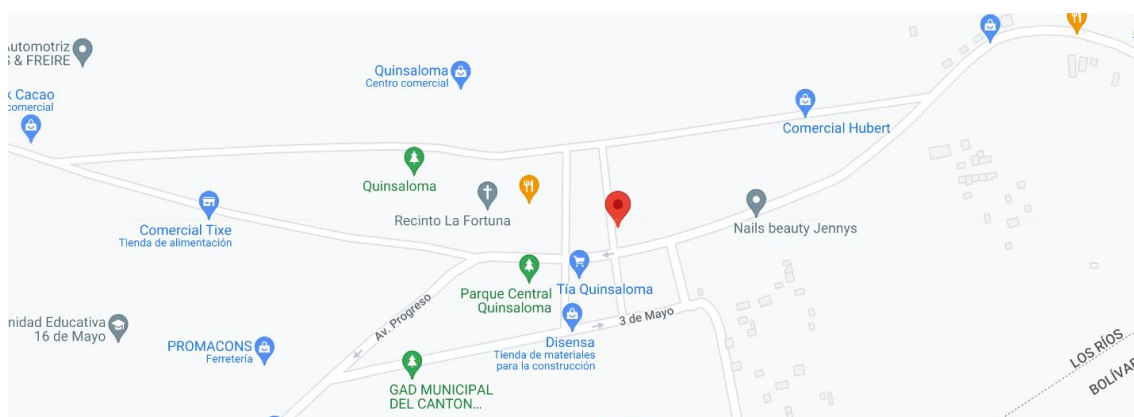 Automotriz
S & FREIRE
Quinsaloma
Centro comercial
x Cacao
comercial
Comercial Hubert
Quinsaloma
Recinto La Fortuna
Comercial Tixe
Tienda de alimentación
Nails beauty Jennys
Parque Central
Quinsaloma
Tía Quinsaloma
Av. Progreso
3 de Mayo
nidad Educativa
16 de Mayo
PROMACONS
Ferretería
Disensa
Tienda de materiales
para la construcción
GAD MUNICIPAL
DEL CANTON...
LOS RÍOS
BOLÍVAR